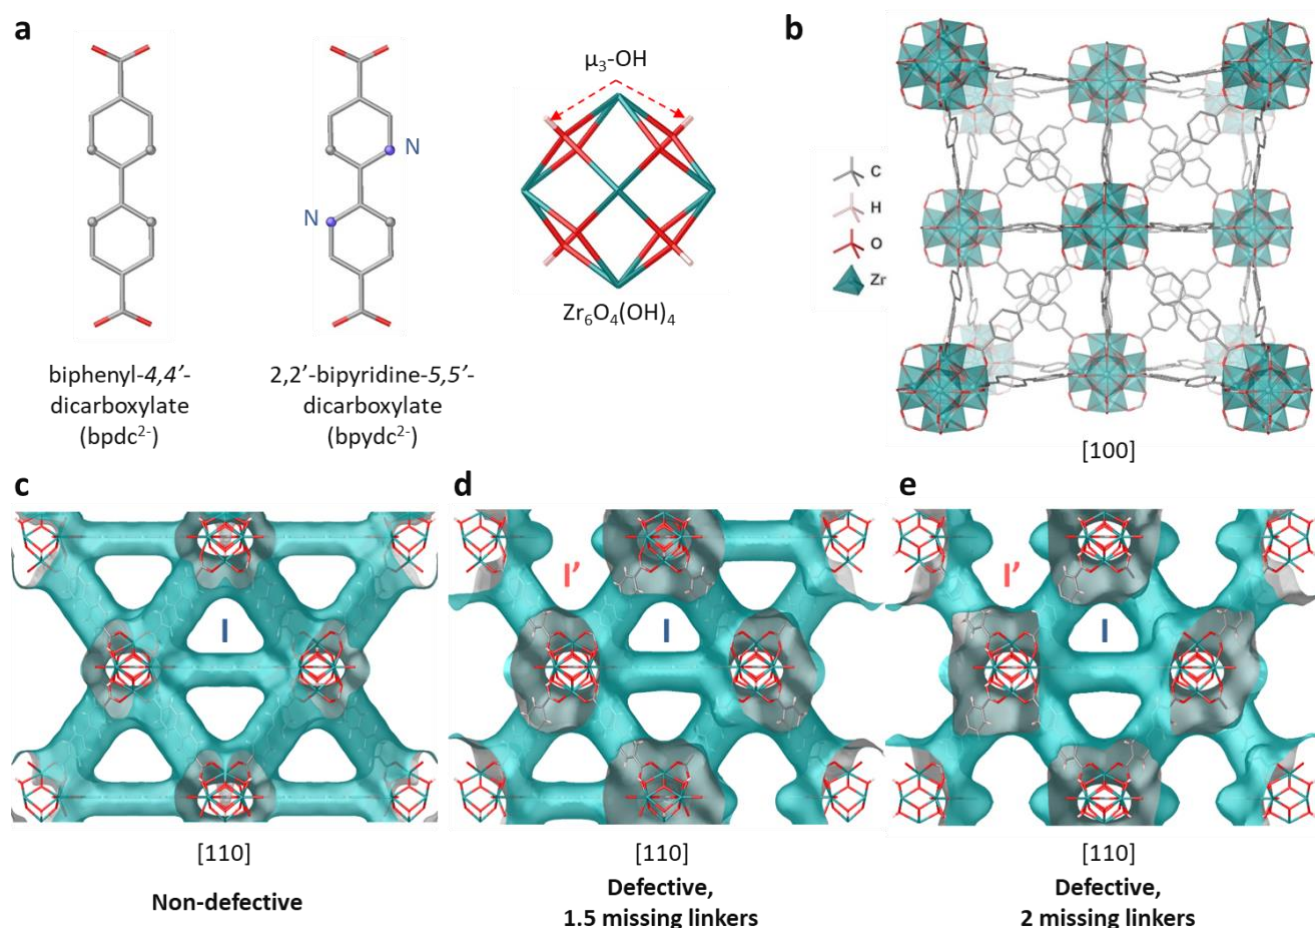 a
N
N
biphenyl-4,4’-
dicarboxylate
(bpdc²⁻)
2,2’-bipyridine-5,5’-
dicarboxylate
(bpydc²⁻)
μ₃-OH
Zr₆O₄(OH)₄
b
C
H
O
Zr
[100]
c
I
[110]
Non-defective
d
I’
I
[110]
Defective,
1.5 missing linkers
e
I’
I
[110]
Defective,
2 missing linkers